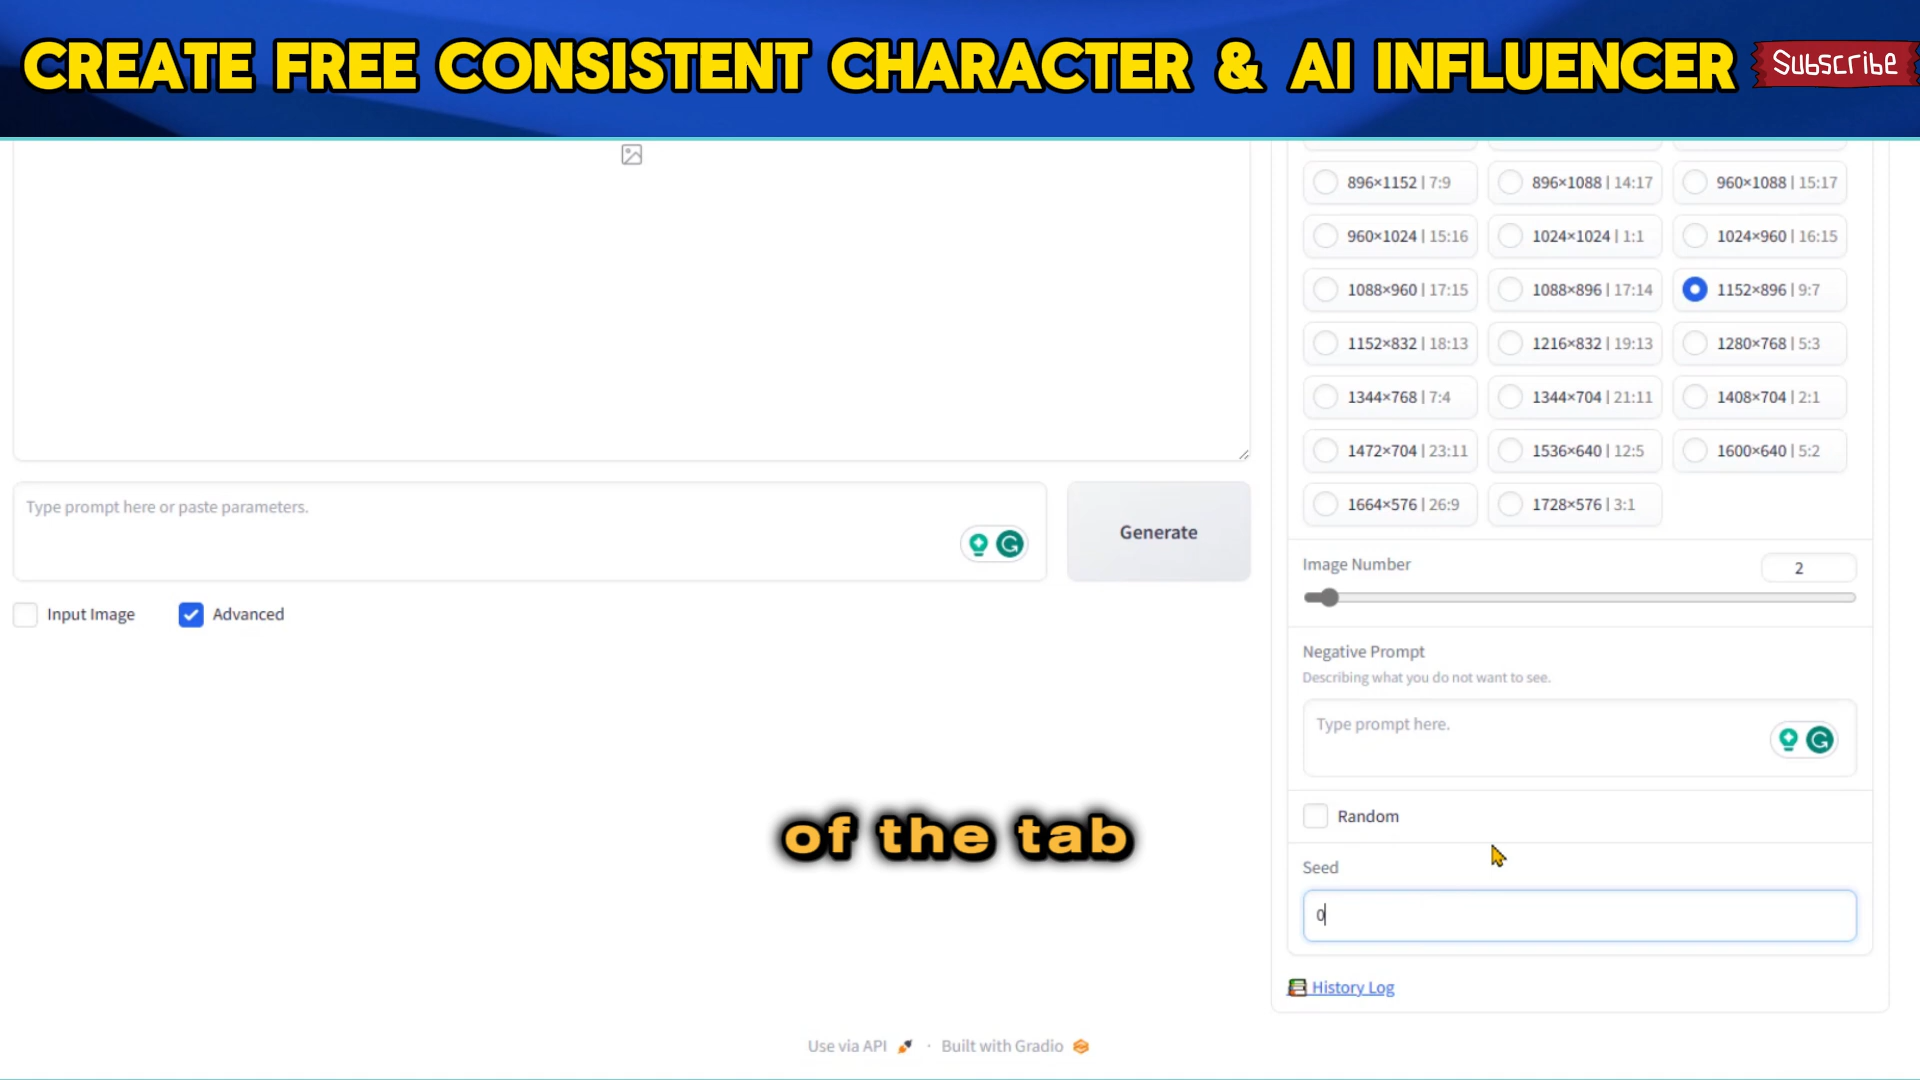 CREATE FREE CONSISTENT CHARACTER & AI INFLUENCER
Subscribe
896×1152 | 7:9
896×1088 | 14:17
960×1088 | 15:17
960×1024 | 15:16
1024×1024 | 1:1
1024×960 | 16:15
1088×960 | 17:15
1088×896 | 17:14
1152×896 | 9:7
1152×832 | 18:13
1216×832 | 19:13
1280×768 | 5:3
1344×768 | 7:4
1344×704 | 21:11
1408×704 | 2:1
1472×704 | 23:11
1536×640 | 12:5
1600×640 | 5:2
1664×576 | 26:9
1728×576 | 3:1
Type prompt here or paste parameters.
Generate
Input Image
Advanced
Image Number
2
Negative Prompt
Describing what you do not want to see.
Type prompt here.
Random
Seed
0
History Log
of the tab
Use via API · Built with Gradio